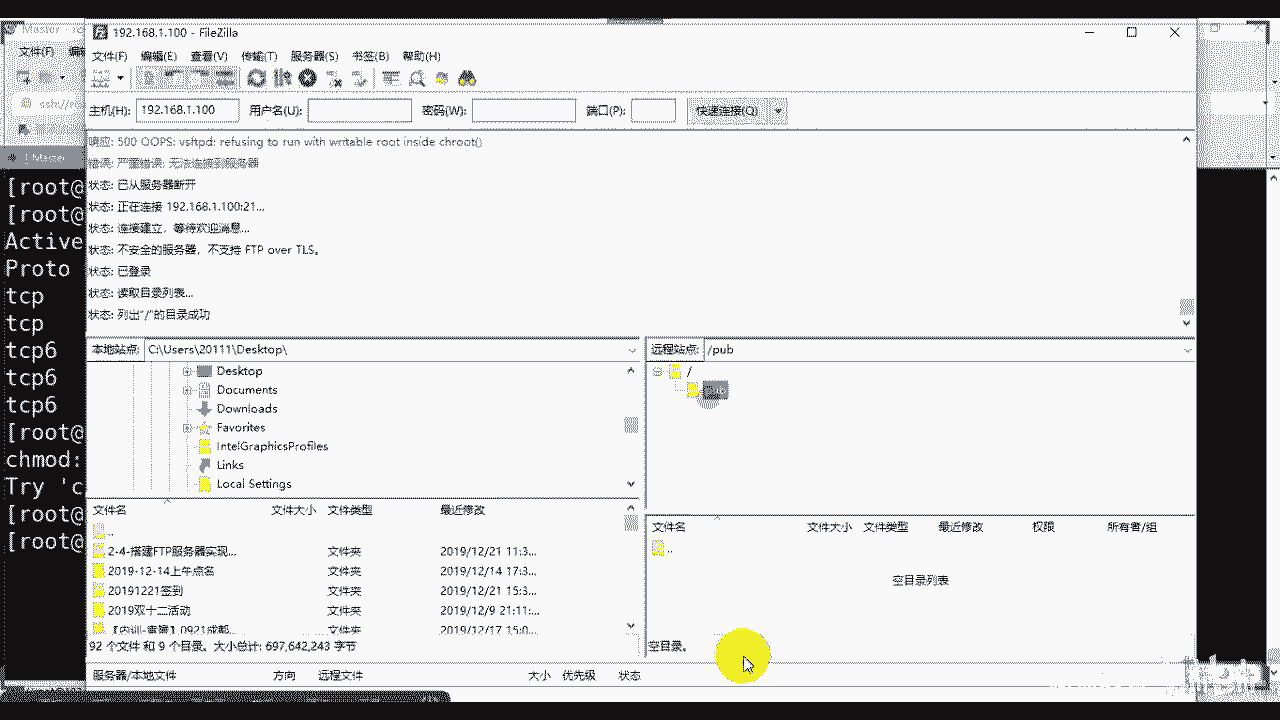 192.168.1.100 - FileZilla
文件(F) 编辑(E) 查看(V) 传输(T) 服务器(S) 书签(B) 帮助(H)
主机(H): 192.168.1.100 用户名(U): 密码(W): 端口(P): 快速连接(Q)
响应: 500 OOPS: vsftpd: refusing to run with writable root inside chroot()
错误: 严重错误: 无法连接到服务器
状态: 已从服务器断开
状态: 正在连接 192.168.1.100:21...
状态: 连接建立，等待欢迎消息...
状态: 不安全的服务器，不支持 FTP over TLS。
状态: 已登录
状态: 读取目录列表...
状态: 列出"/"的目录成功
本地站点: C:\Users\20111\Desktop\
Desktop
Documents
Downloads
Favorites
IntelGraphicsProfiles
Links
Local Settings
远程站点: /pub
/
文件名 文件大小 文件类型 最近修改
..
2-4-搭建FTP服务器实现... 文件夹 2019/12/21 11:3...
2019-12-14上午点名 文件夹 2019/12/14 17:3...
20191221签到 文件夹 2019/12/21 15:3...
2019双十二活动 文件夹 2019/12/9 21:11:...
文件夹 2019/12/17 15:0...
92 个文件 和 9 个目录。大小总计: 697,642,243 字节
文件名 文件大小 文件类型 最近修改 权限 所有者/组
..
空目录列表
空目录。
服务器/本地文件 方向 远程文件 大小 优先级 状态
Master
文件(F)
ssh://
1 Master
[root@
[root@
Active
Proto
tcp
tcp
tcp6
tcp6
tcp6
[root@
chmod:
Try 'c
[root@
[root@